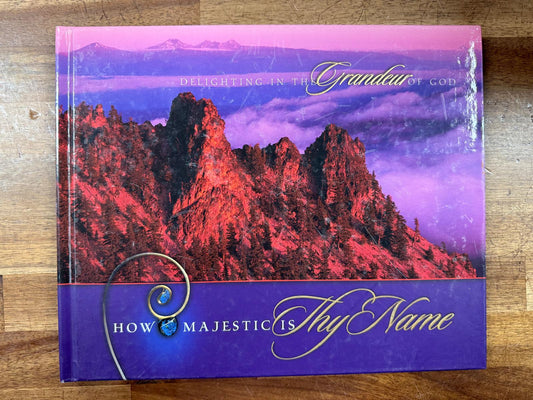 DELIGHTING IN THE Grandeur OF GOD
HOW MAJESTIC IS Thy Name